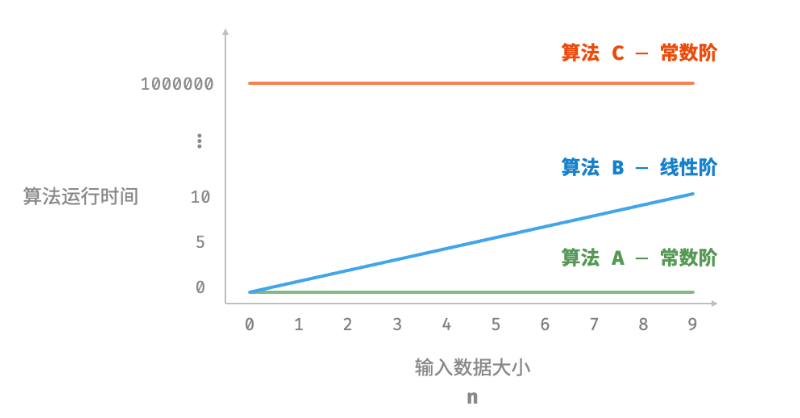 算法 C — 常数阶
1000000
⋮
算法 B — 线性阶
算法运行时间
10
5
算法 A — 常数阶
0
0 1 2 3 4 5 6 7 8 9
输入数据大小
n